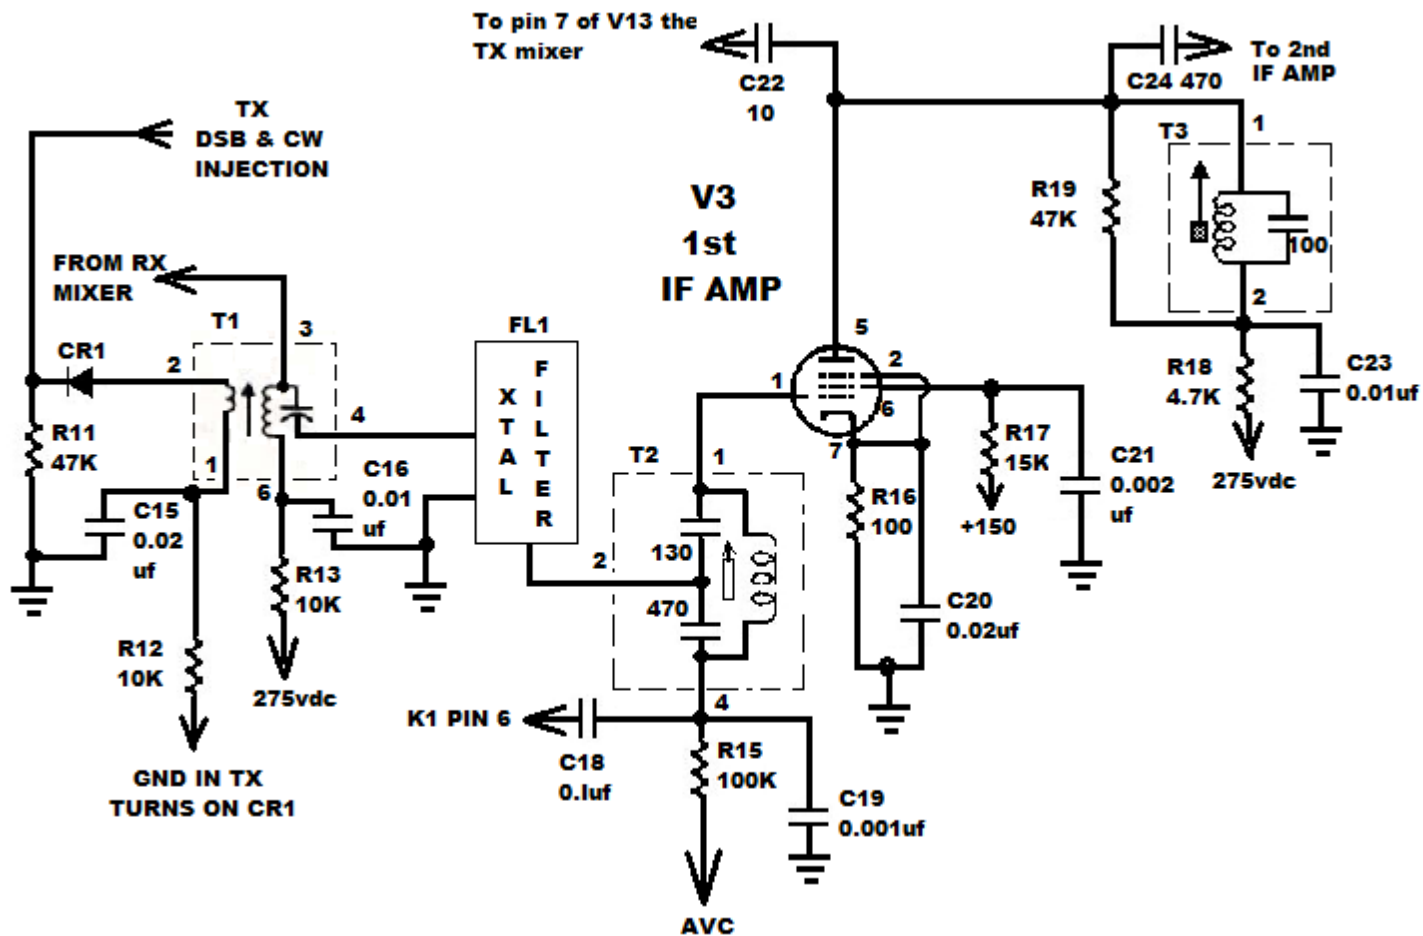 To pin 7 of V13 the
TX mixer
C22
10
C24 470
To 2nd
IF AMP
TX
DSB & CW
INJECTION
T3
1
R19
47K
100
2
V3
1st
IF AMP
FROM RX
MIXER
T1
3
FL1
5
CR1
2
4
XTAL
FILTER
1
2
6
7
R18
4.7K
C23
0.01uf
275vdc
R11
47K
1
6
C16
0.01
uf
C15
0.02
uf
T2
1
R16
100
R17
15K
+150
C21
0.002
uf
R13
10K
2
130
470
C20
0.02uf
R12
10K
275vdc
4
K1 PIN 6
C18
0.luf
R15
100K
C19
0.001uf
GND IN TX
TURNS ON CR1
AVC